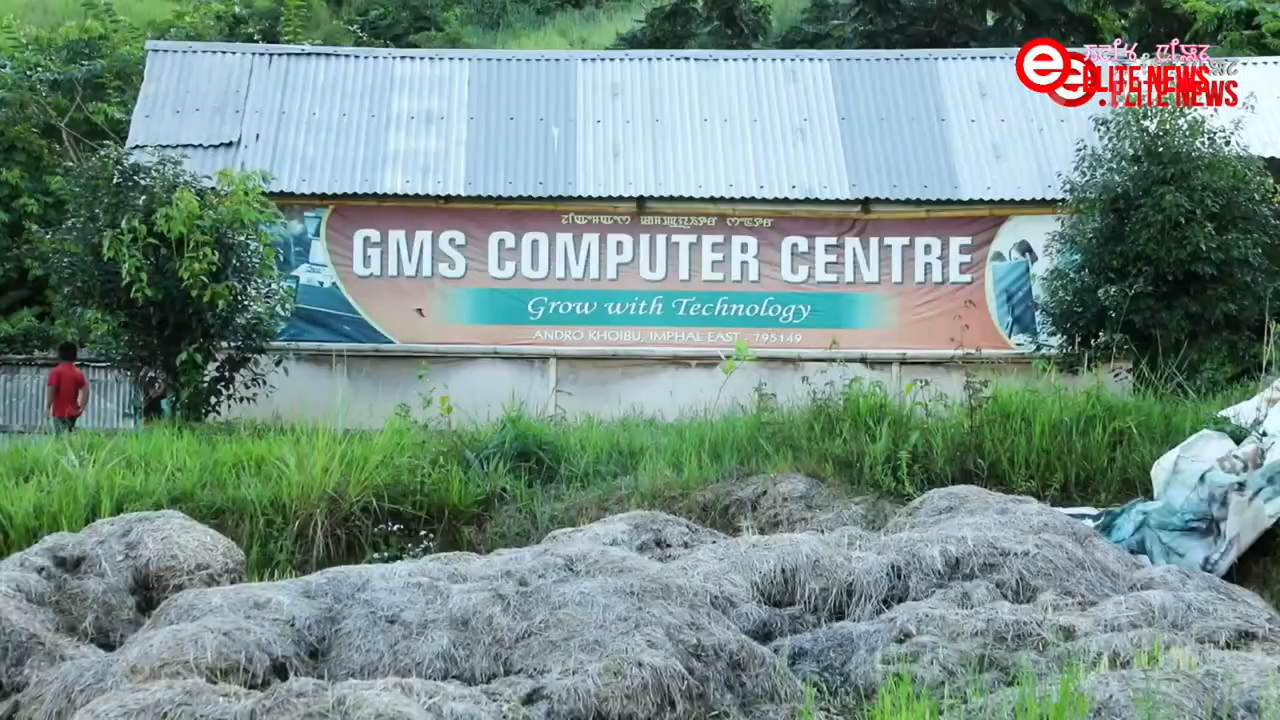 GMS COMPUTER CENTRE
Grow with Technology
ANDRO KHOIBU, IMPHAL EAST - 795149
ELITE NEWS